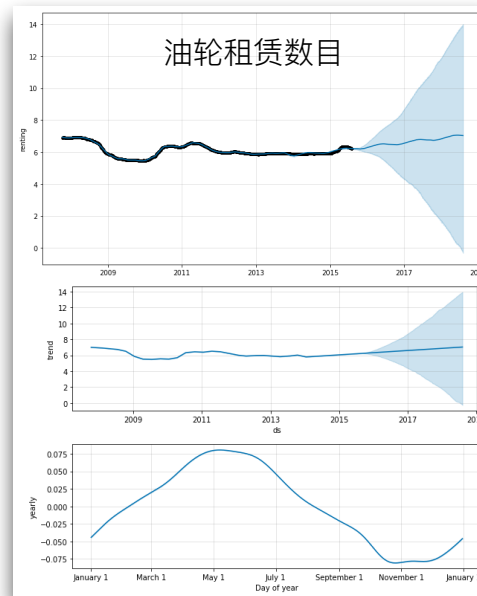 油轮租赁数目
14
12
10
8
6
4
2
0
renting
2009 2011 2013 2015 2017
14
12
10
8
6
4
2
0
trend
2009 2011 2013 2015 2017 201
ds
0.075
0.050
0.025
0.000
−0.025
−0.050
−0.075
yearly
January 1 March 1 May 1 July 1 September 1 November 1 January
Day of year